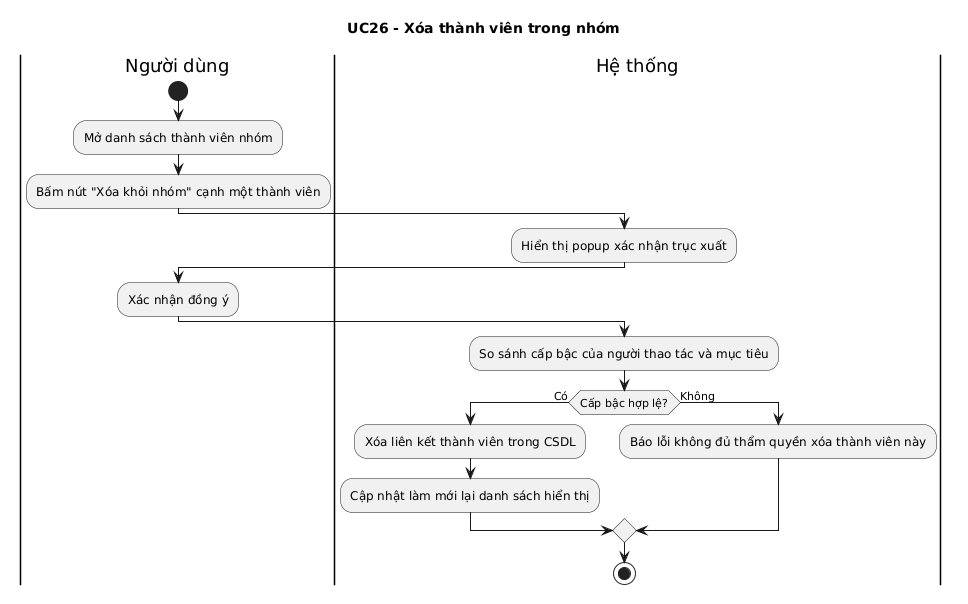 UC26 - Xóa thành viên trong nhóm
Người dùng
Hệ thống
Mở danh sách thành viên nhóm
Bấm nút "Xóa khỏi nhóm" cạnh một thành viên
Hiển thị popup xác nhận trục xuất
Xác nhận đồng ý
So sánh cấp bậc của người thao tác và mục tiêu
Có
Cấp bậc hợp lệ?
Không
Xóa liên kết thành viên trong CSDL
Báo lỗi không đủ thẩm quyền xóa thành viên này
Cập nhật làm mới lại danh sách hiển thị